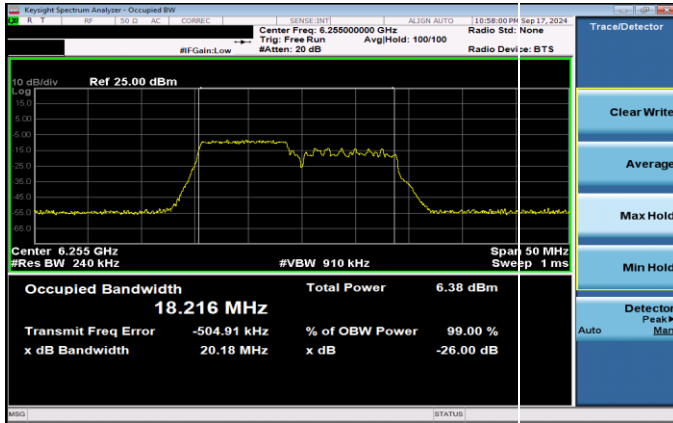 Keysight Spectrum Analyzer - Occupied BW
R T RF 50 Ω AC CORREC SENSE:INT ALIGN AUTO 10:58:00 PM Sep 17, 2024
Center Freq: 6.255000000 GHz Radio Std: None
Trig: Free Run Avg|Hold: 100/100
#IFGain:Low #Atten: 20 dB Radio Device: BTS
Trace/Detector
10 dB/div Ref 25.00 dBm
Log
15.0
5.00
-5.00
-15.0
-25.0
-35.0
-45.0
-55.0
-65.0
Center 6.255 GHz Span 50 MHz
#Res BW 240 kHz #VBW 910 kHz Sweep 1 ms
Occupied Bandwidth Total Power 6.38 dBm
18.216 MHz
Transmit Freq Error -504.91 kHz % of OBW Power 99.00 %
x dB Bandwidth 20.18 MHz x dB -26.00 dB
Clear Write
Average
Max Hold
Min Hold
Detector
Peak
Auto Man
MSG STATUS